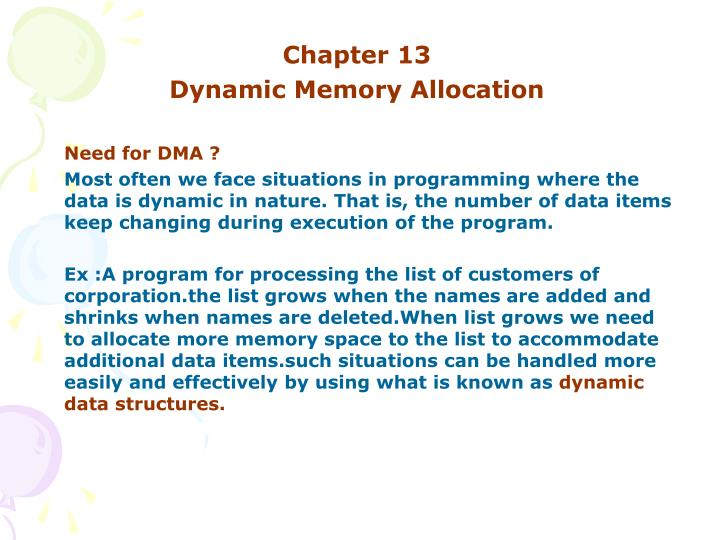 Chapter 13
Dynamic Memory Allocation
Need for DMA ?
Most often we face situations in programming where the
data is dynamic in nature. That is, the number of data items
keep changing during execution of the program.
Ex :A program for processing the list of customers of
corporation.the list grows when the names are added and
shrinks when names are deleted.When list grows we need
to allocate more memory space to the list to accommodate
additional data items.such situations can be handled more
easily and effectively by using what is known as dynamic
data structures.